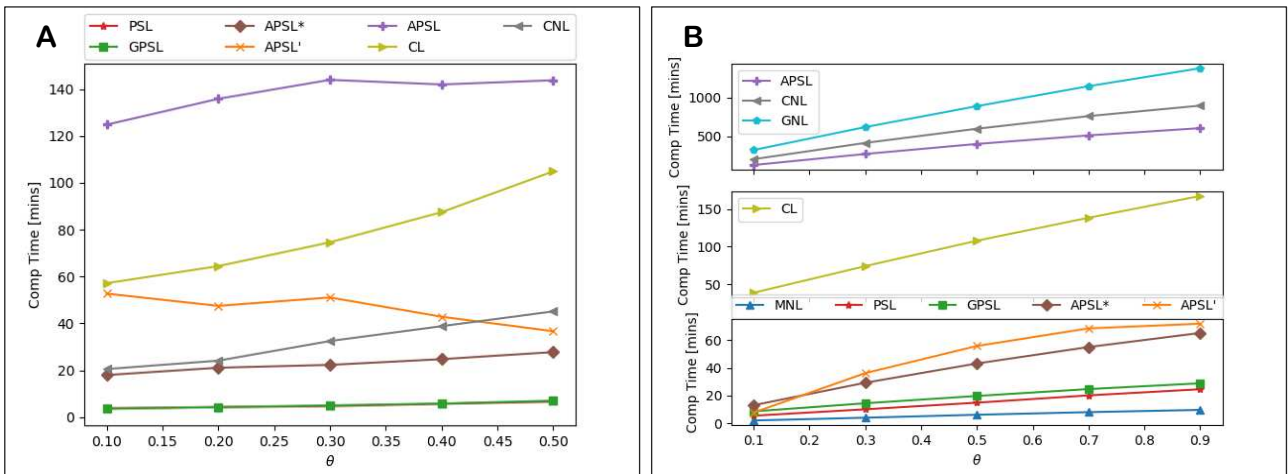 A
PSL APSL* APSL CNL
GPSL APSL' CL
Comp Time [mins]
140
120
100
80
60
40
20
0
0.10 0.15 0.20 0.25 0.30 0.35 0.40 0.45 0.50
θ
B
Comp Time [mins]
1000
500
APSL
CNL
GNL
Comp Time [mins]
150
100
50
CL
MNL PSL GPSL APSL* APSL'
Comp Time [mins]
60
40
20
0
0.1 0.2 0.3 0.4 0.5 0.6 0.7 0.8 0.9
θ